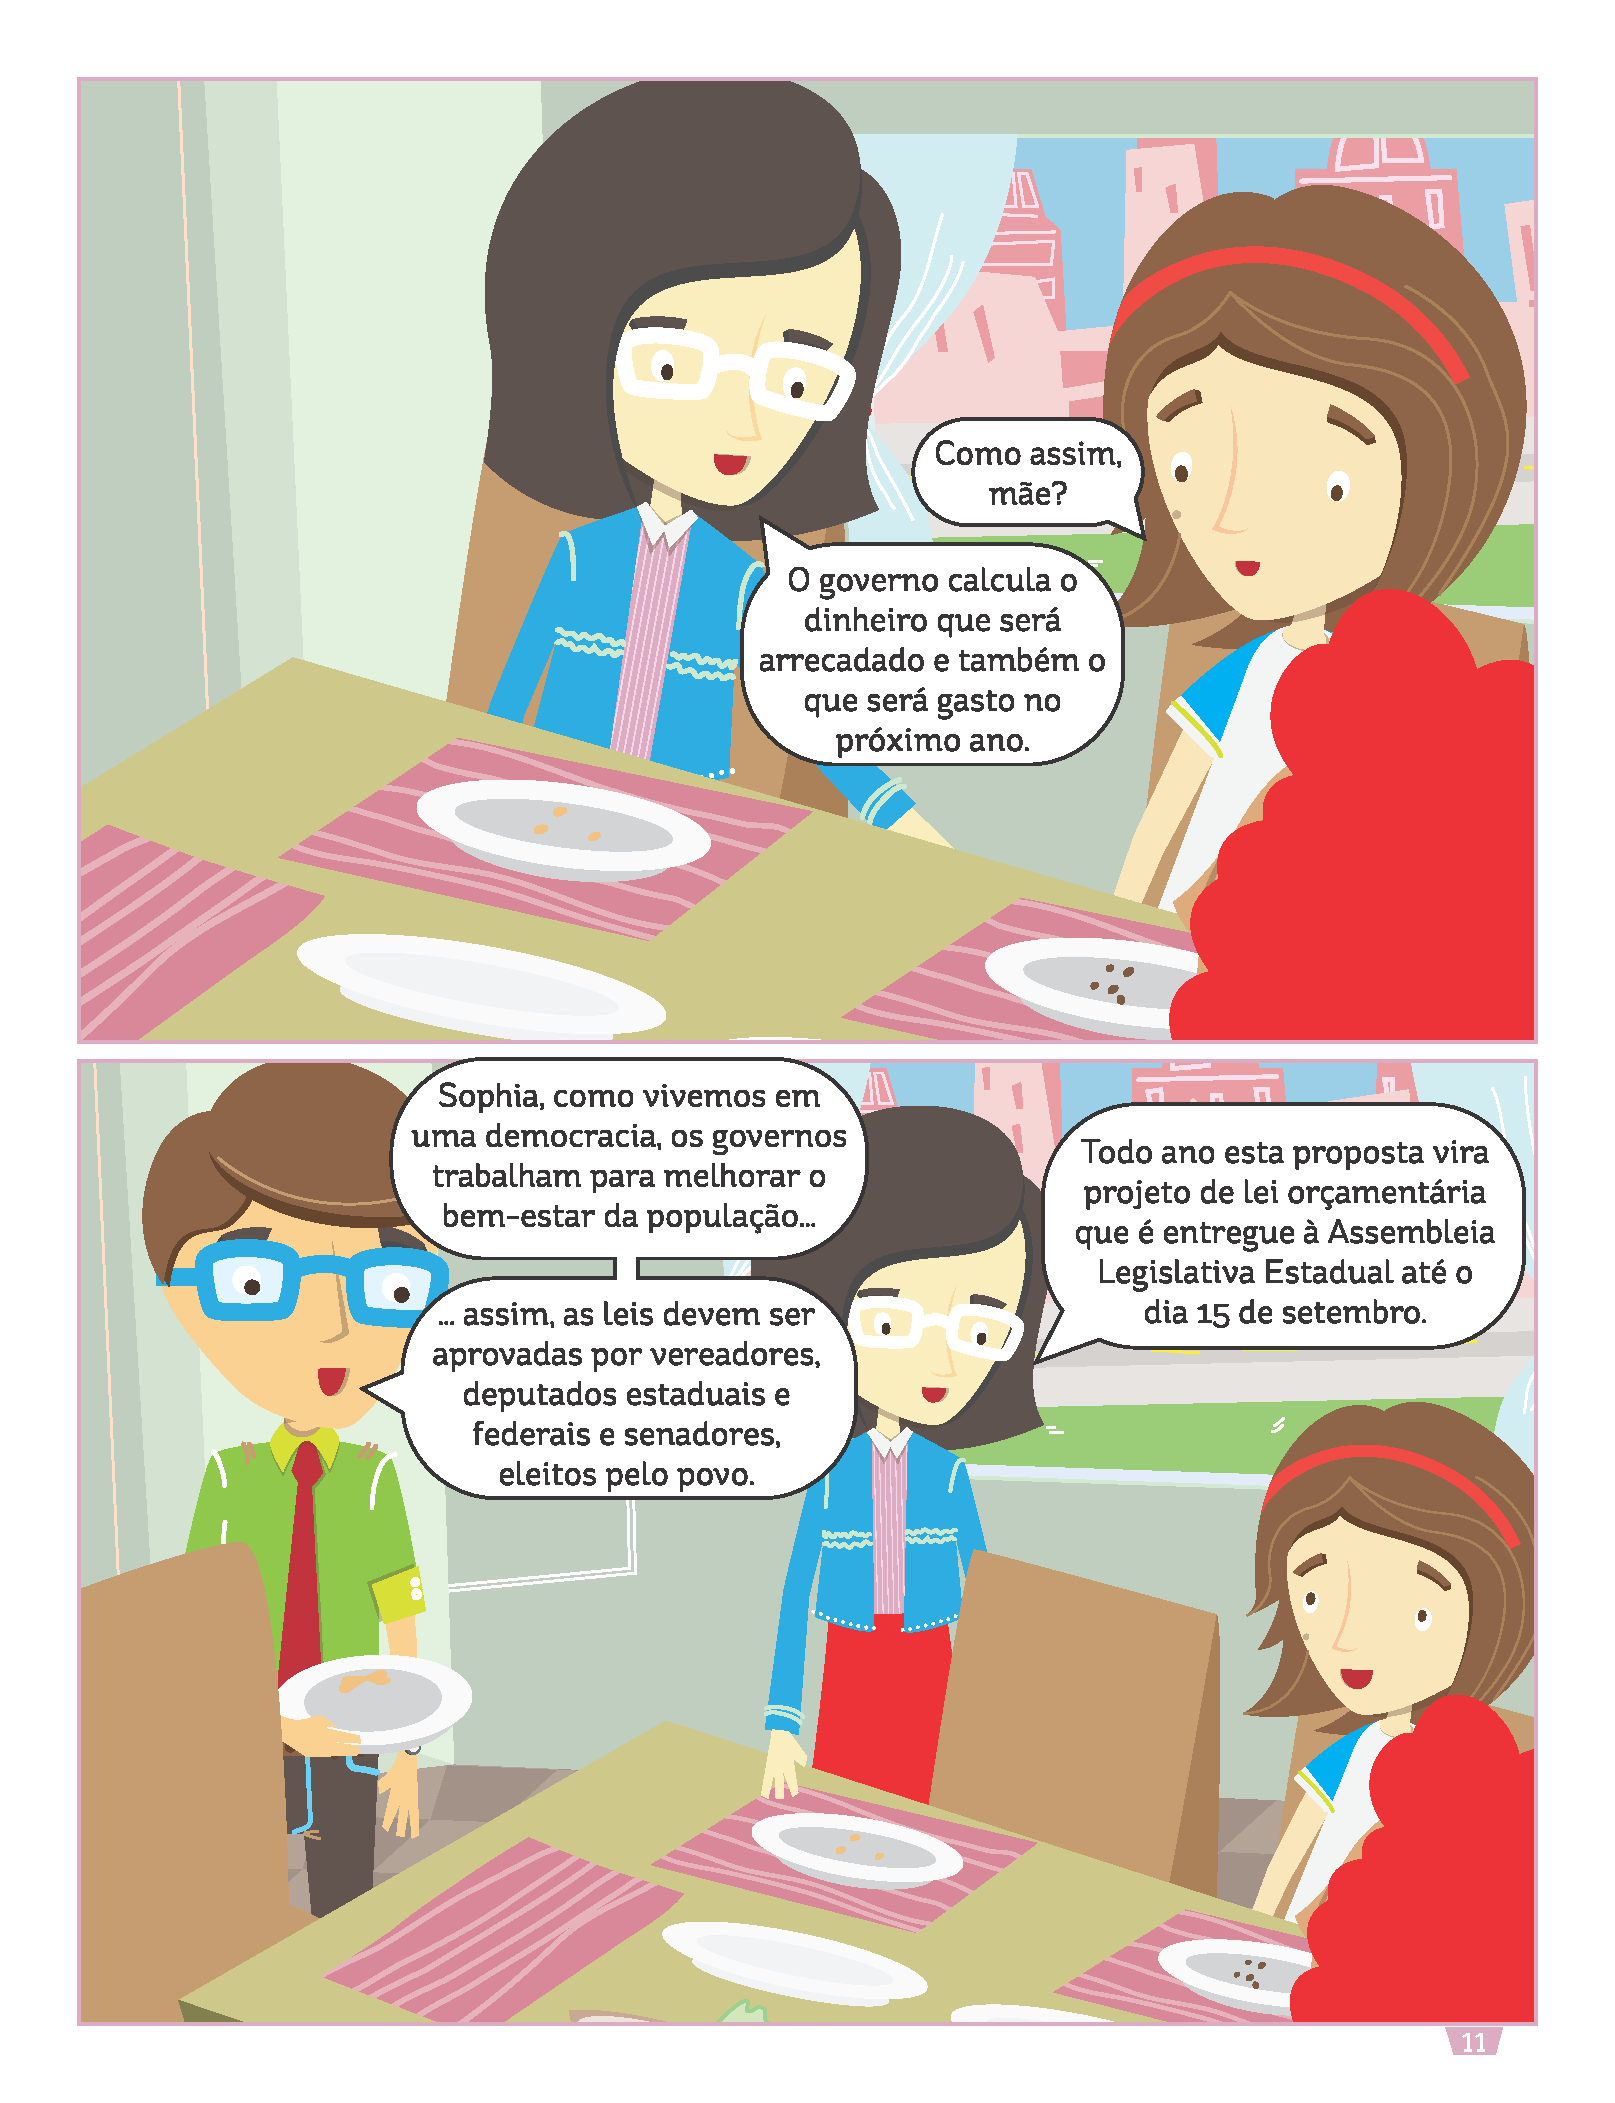 Como assim,
mãe?
O governo calcula o
dinheiro que será
arrecadado e também o
que será gasto no
próximo ano.
Sophia, como vivemos em
uma democracia, os governos
trabalham para melhorar o
bem-estar da população...
... assim, as leis devem ser
aprovadas por vereadores,
deputados estaduais e
federais e senadores,
eleitos pelo povo.
Todo ano esta proposta vira
projeto de lei orçamentária
que é entregue à Assembleia
Legislativa Estadual até o
dia 15 de setembro.
11